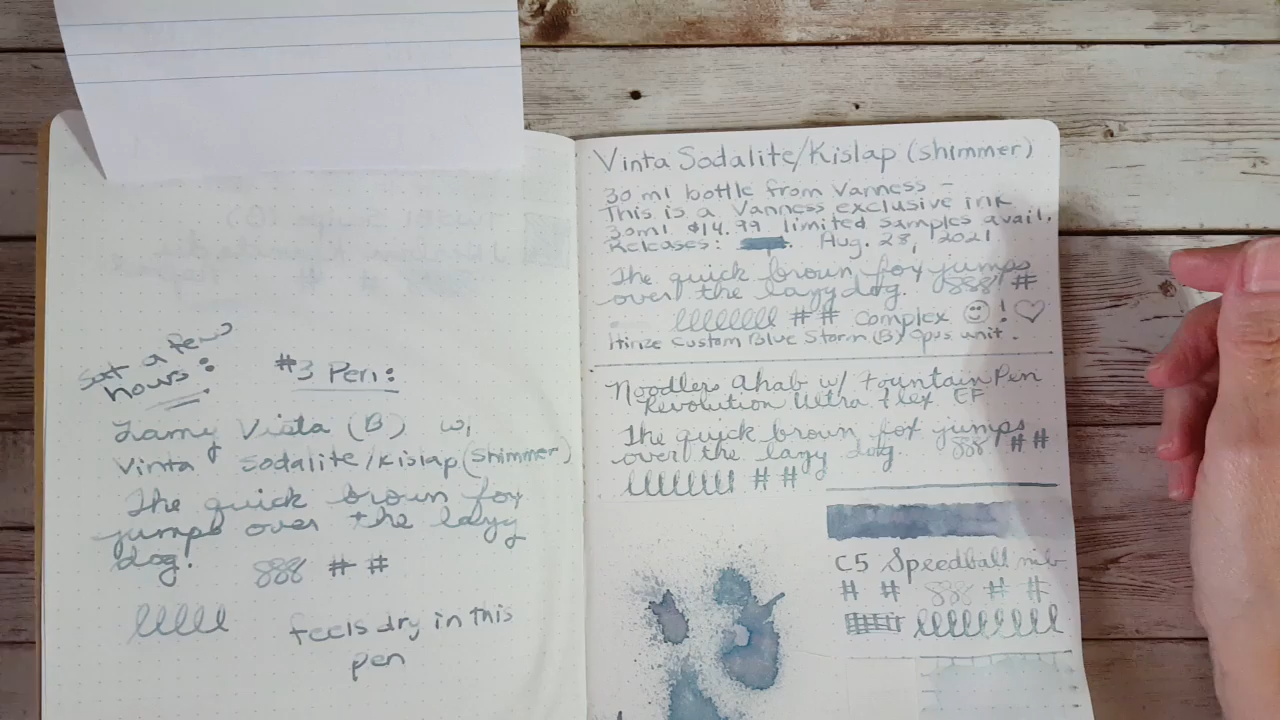 Sat a few
hours:
#3 Pen:
Lamy Vista (B) w/
Vinta Sodalite/Kislap (shimmer)
The quick brown fox
jumps over the lazy
dog! 888 # #
lllll feels dry in this
pen
Vinta Sodalite/Kislap (shimmer)
30 ml bottle from Vanness -
This is a Vanness exclusive ink
30ml $14.99 limited samples avail.
Releases: Aug. 28, 2021
The quick brown fox jumps
over the lazy dog. 888 #
llllllll # # Complex ☺ ! ♡
Custom Blue Storm (B) Opus unit.
Noodlers Ahab w/ Fountain Pen
Revolution Ultra flex EF
The quick brown fox jumps
over the lazy dog. 888 # #
llllllll # #
C5 Speedball nib
# # 888 # #
lllllllll